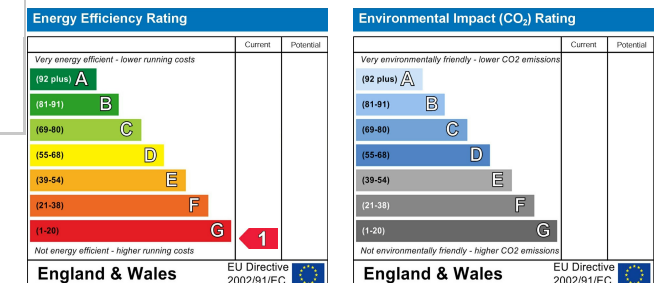 Energy Efficiency Rating
Current Potential
Very energy efficient - lower running costs
(92 plus) A
(81-91) B
(69-80) C
(55-68) D
(39-54) E
(21-38) F
(1-20) G
1
Not energy efficient - higher running costs
England & Wales
EU Directive
2002/91/EC
Environmental Impact (CO₂) Rating
Current Potential
Very environmentally friendly - lower CO2 emissions
(92 plus) A
(81-91) B
(69-80) C
(55-68) D
(39-54) E
(21-38) F
(1-20) G
Not environmentally friendly - higher CO2 emissions
England & Wales
EU Directive
2002/91/EC